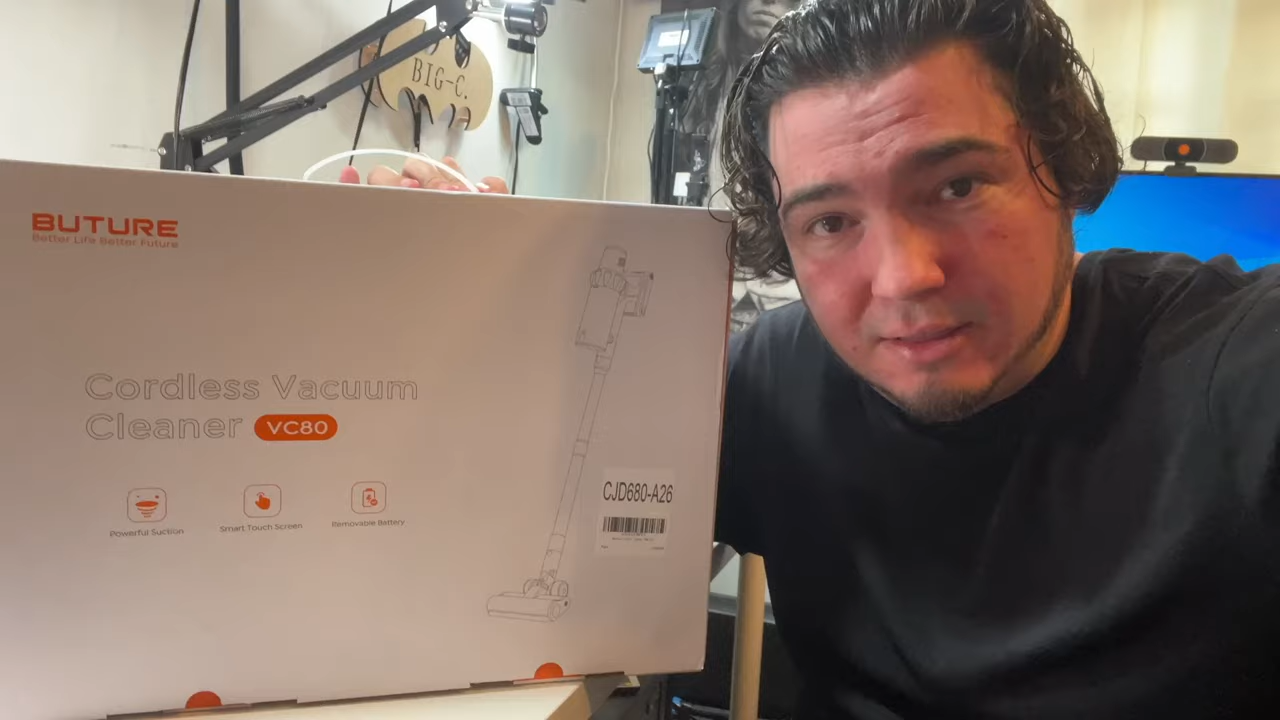 BIG-C.
BUTURE
Better Life Better Future
Cordless Vacuum
Cleaner VC80
Powerful Suction
Smart Touch Screen
Removable Battery
CJD680-A26